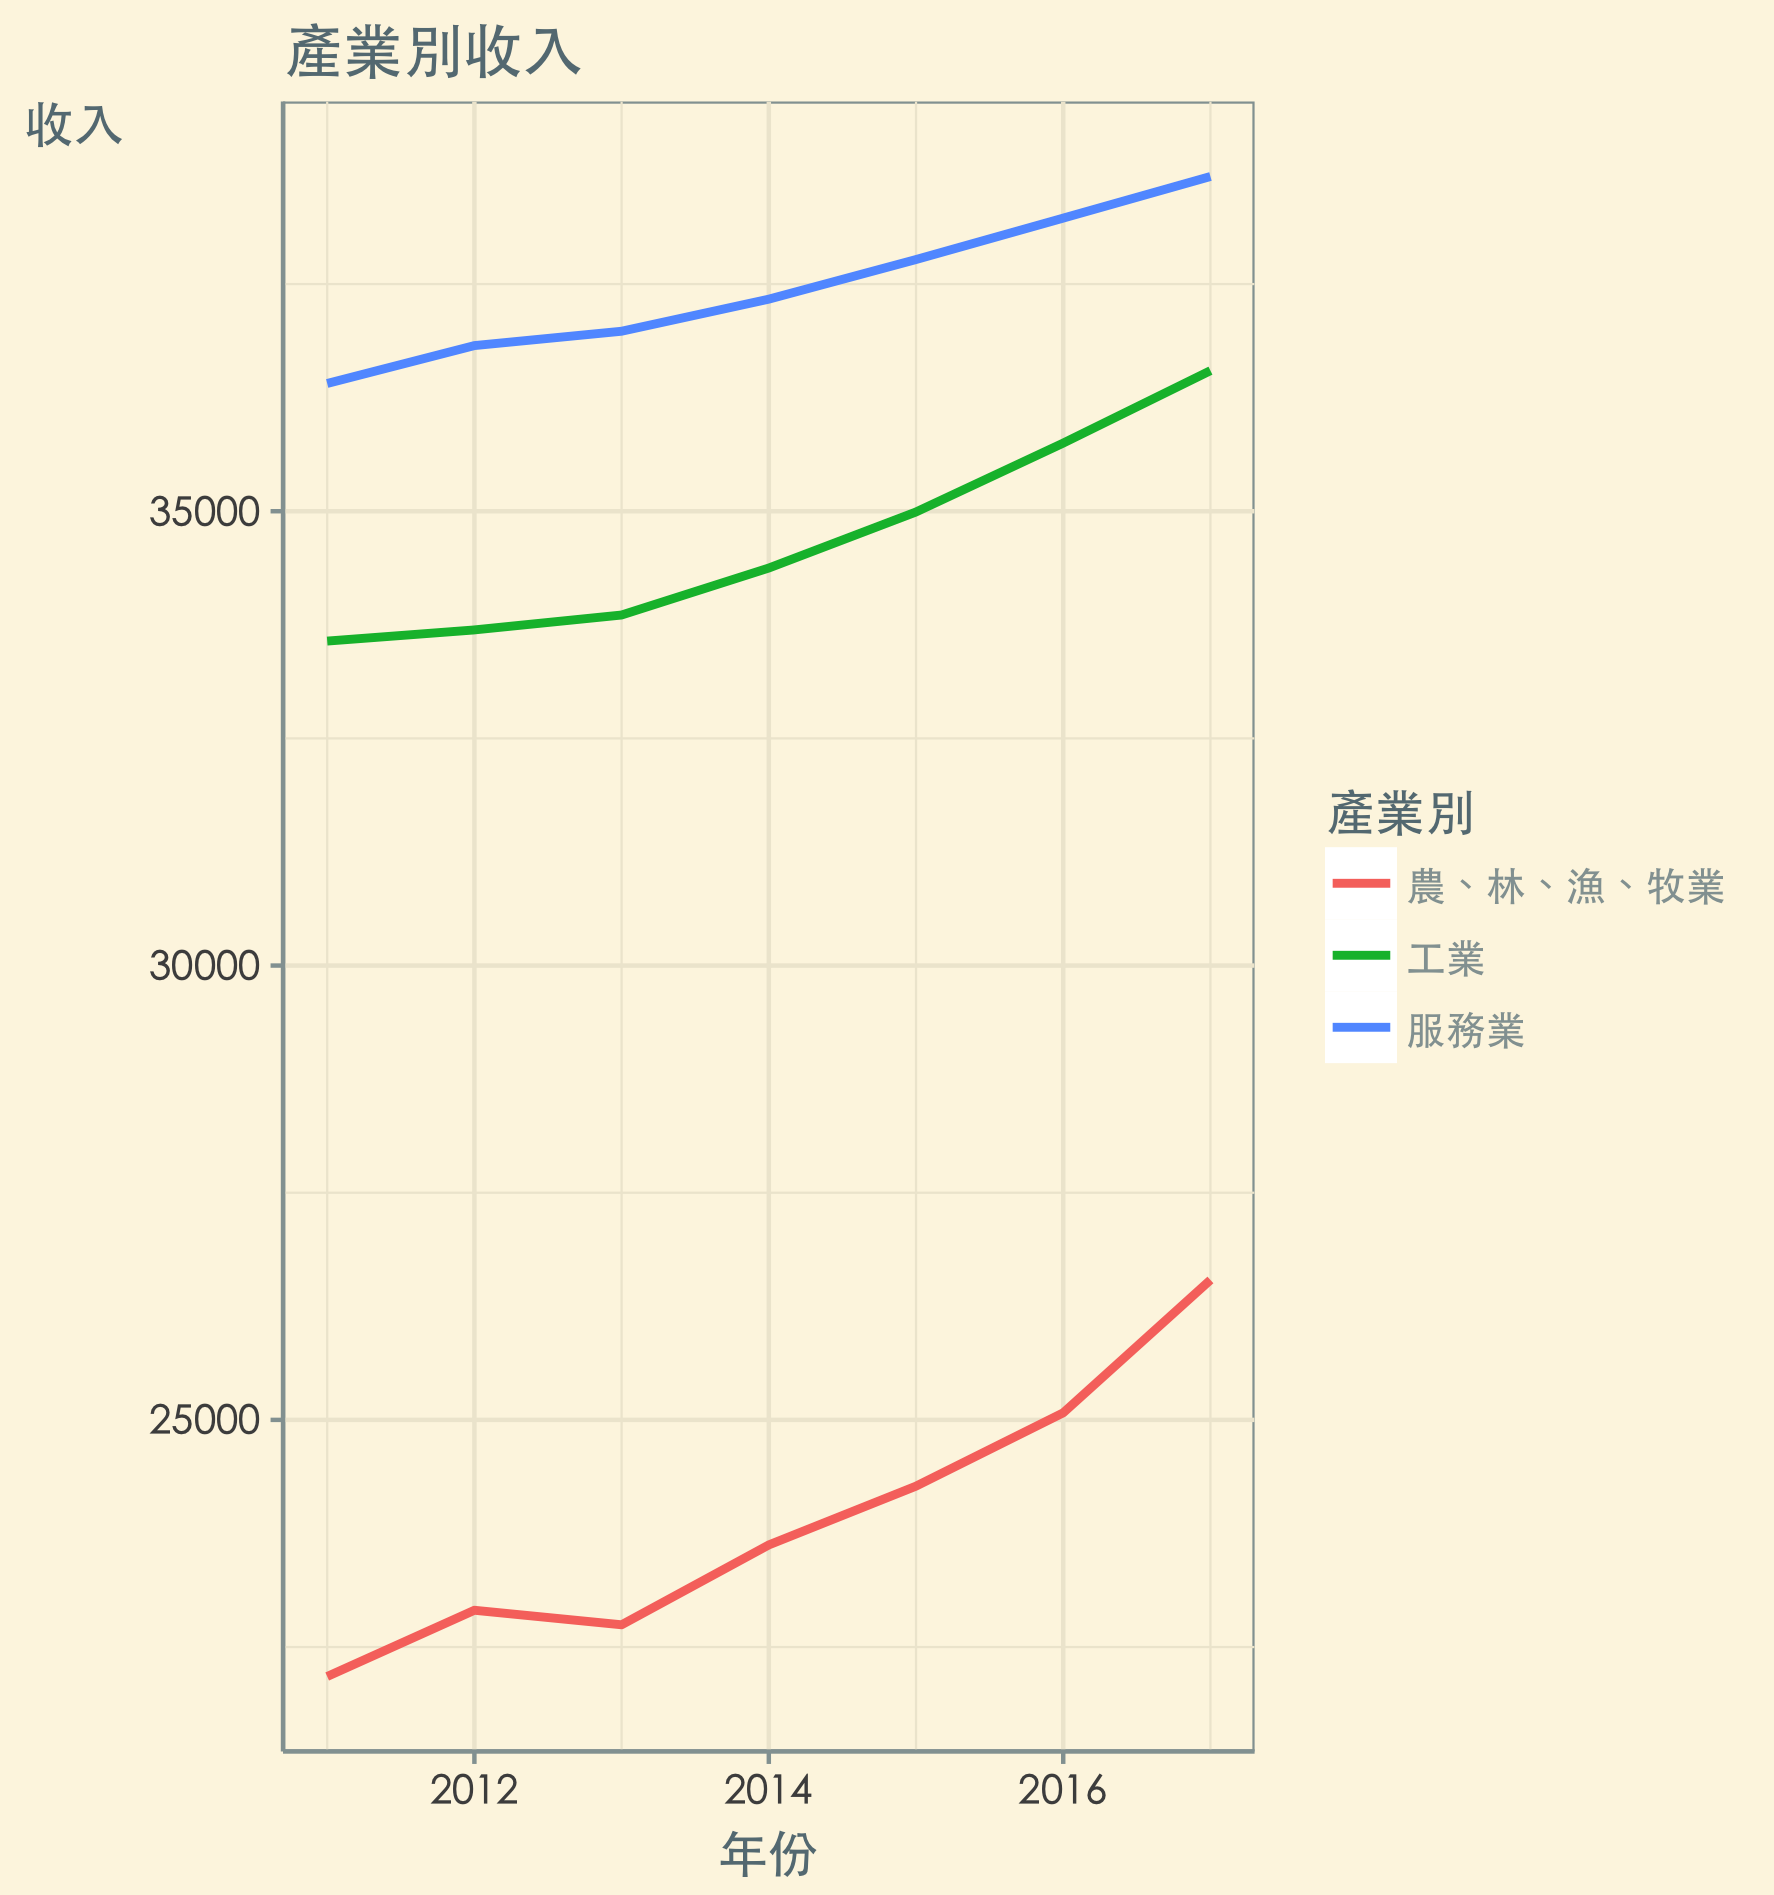 產業別收入
收入
35000
30000
25000
2012 2014 2016
年份
產業別
農、林、漁、牧業
工業
服務業